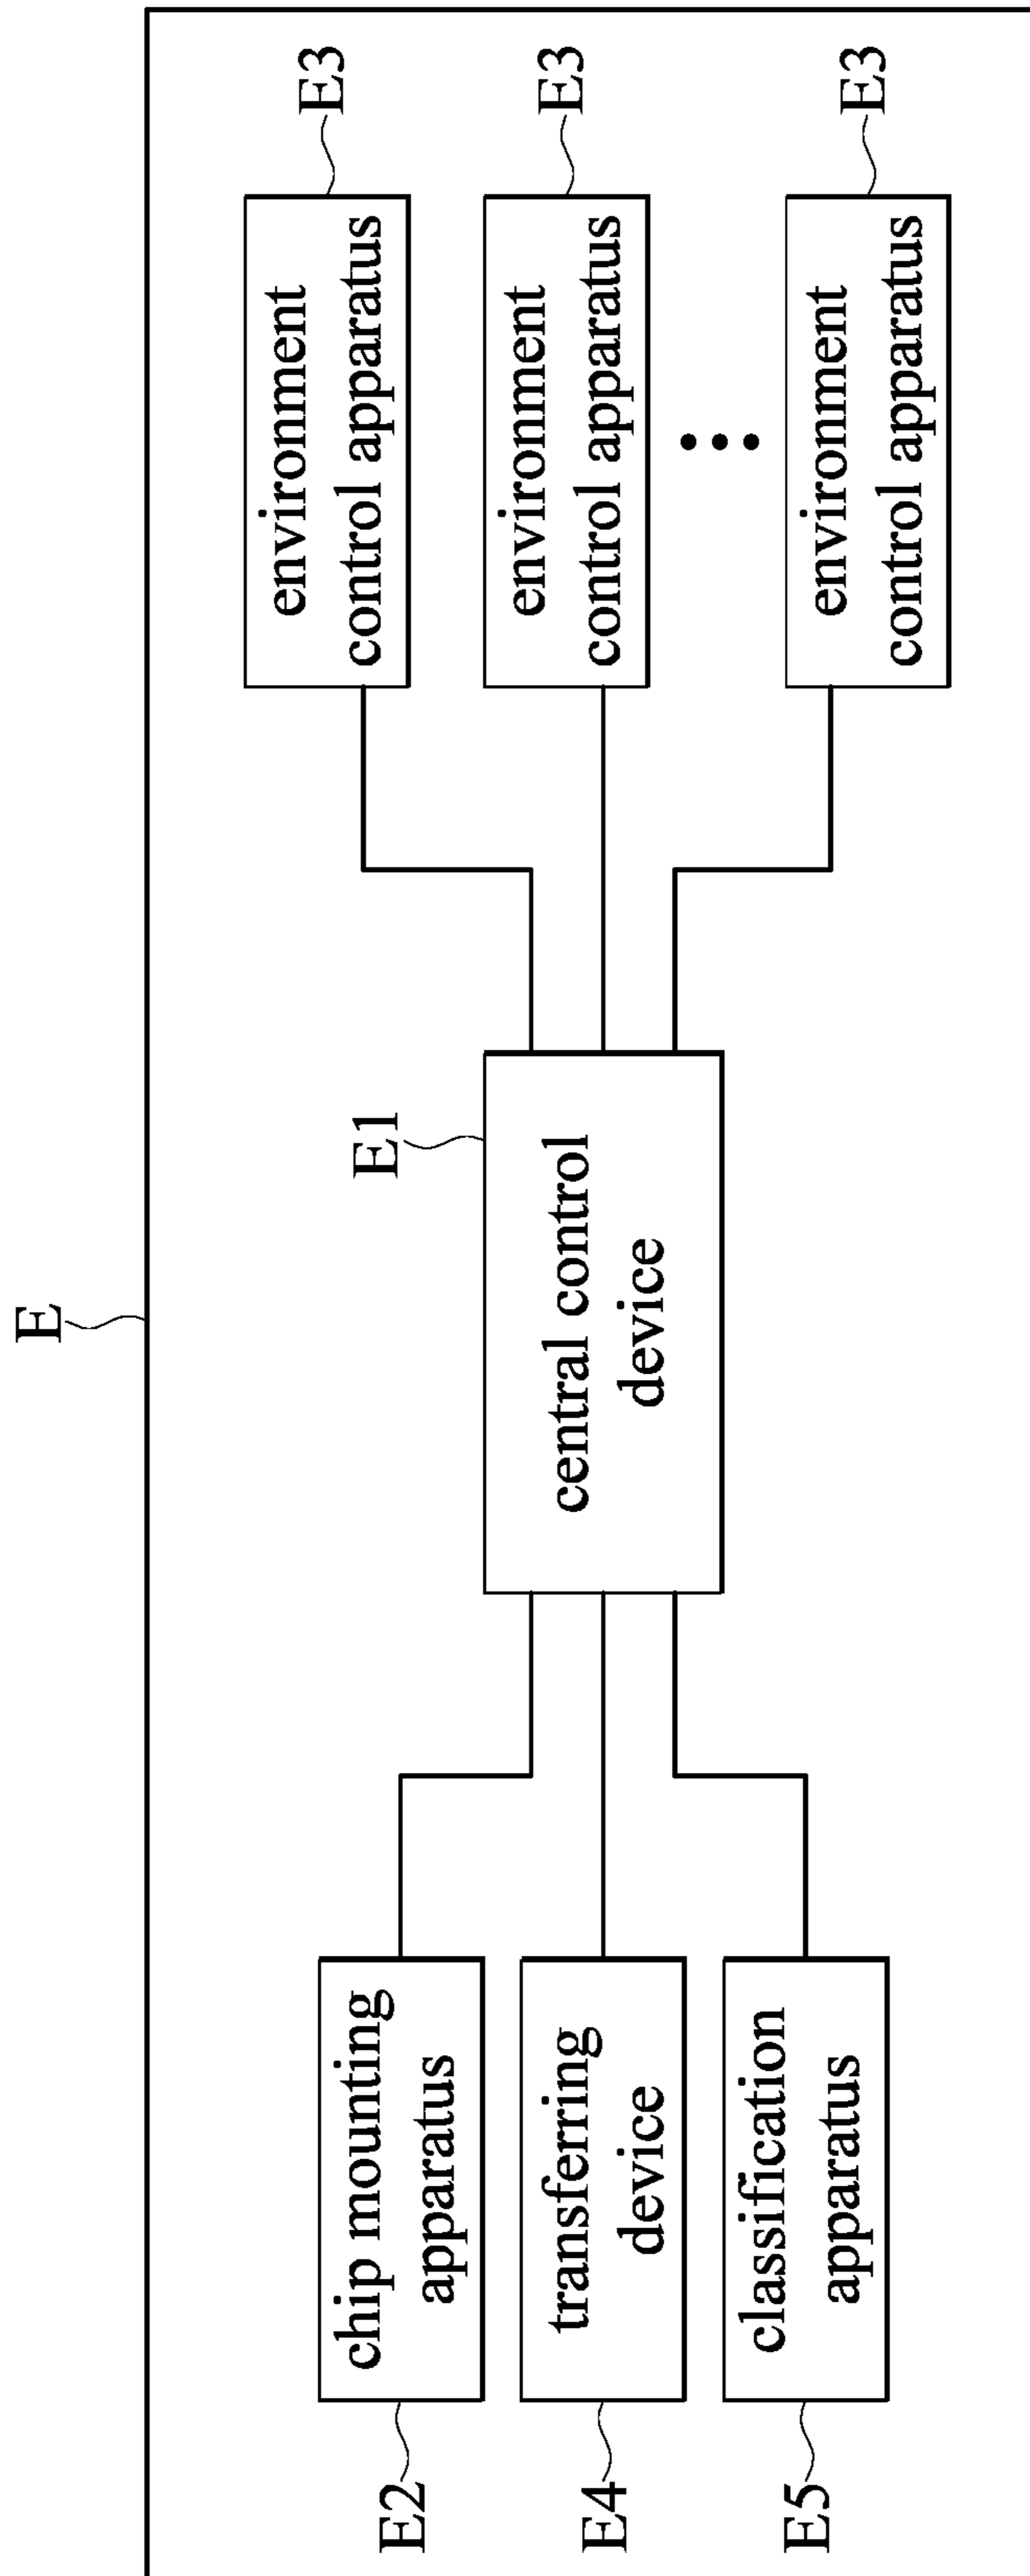 E
E2
chip mounting
apparatus
E4
transferring
device
E5
classification
apparatus
E1
central control
device
environment
control apparatus
E3
environment
control apparatus
E3
environment
control apparatus
E3